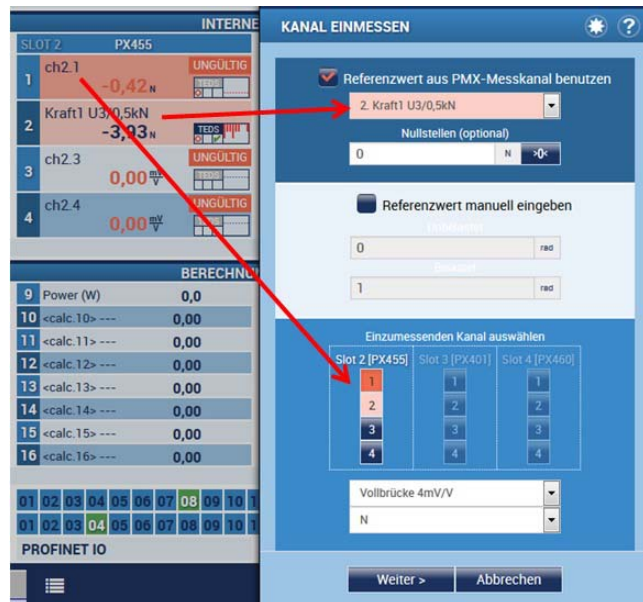 INTERNE
SLOT 2 PX455
1 ch2.1 UNGÜLTIG
-0,42 N TEDS
2 Kraft1 U3/0,5kN
-3,93 N TEDS
3 ch2.3 UNGÜLTIG
0,00 mV/V TEDS
4 ch2.4 UNGÜLTIG
0,00 mV/V TEDS
BERECHNU
9 Power (W) 0,0
10 <calc.10> --- 0,00
11 <calc.11> --- 0,00
12 <calc.12> --- 0,00
13 <calc.13> --- 0,00
14 <calc.14> --- 0,00
15 <calc.15> --- 0,00
16 <calc.16> --- 0,00
01 02 03 04 05 06 07 08 09 10 1
01 02 03 04 05 06 07 08 09 10 1
PROFINET IO
KANAL EINMESSEN ?
Referenzwert aus PMX-Messkanal benutzen
2. Kraft1 U3/0,5kN
Nullstellen (optional)
0 N >0<
Referenzwert manuell eingeben
0 rad
1 rad
Einzumessenden Kanal auswählen
Slot 2 [PX455] Slot 3 [PX401] Slot 4 [PX460]
1 1 1
2 2 2
3 3 3
4 4 4
Vollbrücke 4mV/V
N
Weiter > Abbrechen